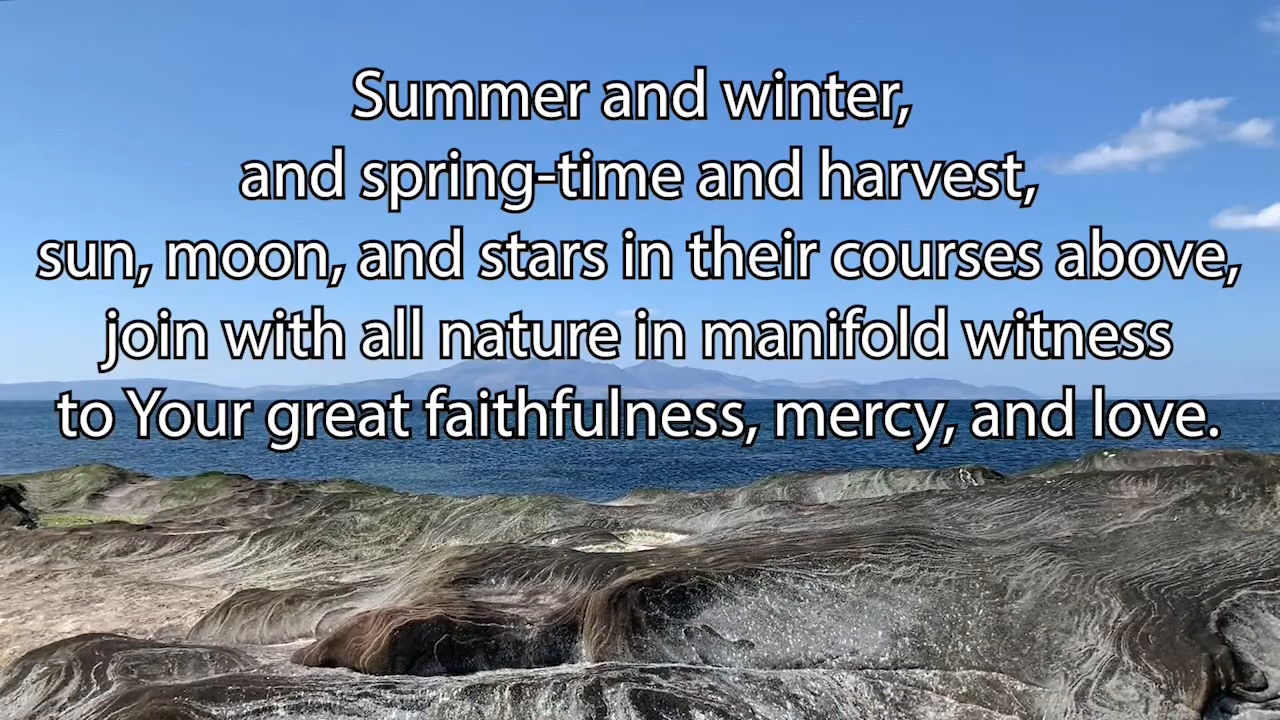 Summer and winter,
and spring-time and harvest,
sun, moon, and stars in their courses above,
join with all nature in manifold witness
to Your great faithfulness, mercy, and love.